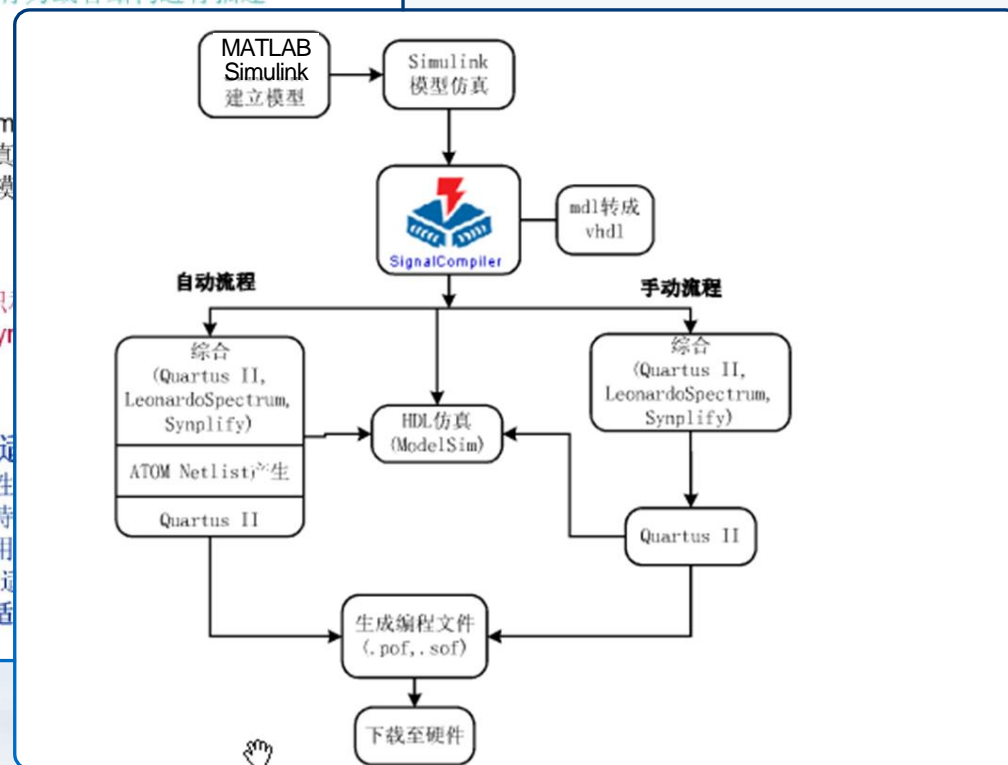 MATLAB
Simulink
建立模型
Simulink
模型仿真
SignalCompiler
mdl转成
vhdl
自动流程
手动流程
综合
(Quartus II,
LeonardoSpectrum,
Synplify)
ATOM Netlist产生
Quartus II
HDL仿真
(ModelSim)
综合
(Quartus II,
LeonardoSpectrum,
Synplify)
Quartus II
生成编程文件
(.pof,.sof)
下载至硬件